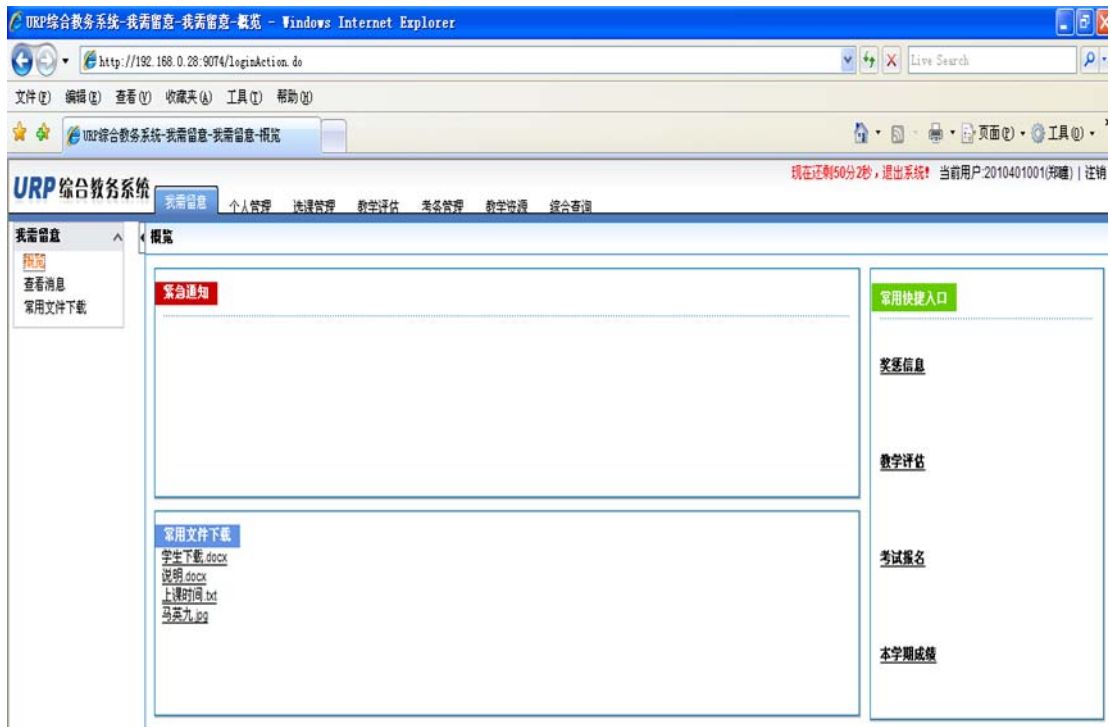 URP综合教务系统-我需留意-我需留意-概览 - Windows Internet Explorer
http://192.168.0.28:9074/loginAction.do
Live Search
文件(F) 编辑(E) 查看(V) 收藏夹(A) 工具(T) 帮助(H)
URP综合教务系统-我需留意-我需留意-概览
页面(P) 工具(O)
现在还剩50分2秒,退出系统! 当前用户:2010401001(郑曈) | 注销
URP 综合教务系统
我需留意 个人管理 选课管理 教学评估 考务管理 教学资源 综合查询
我需留意
概览
概览
查看消息
常用文件下载
紧急通知
常用快捷入口
奖惩信息
教学评估
常用文件下载
学生下载.docx
说明.docx
上课时间.txt
马英九.jpg
考试报名
本学期成绩